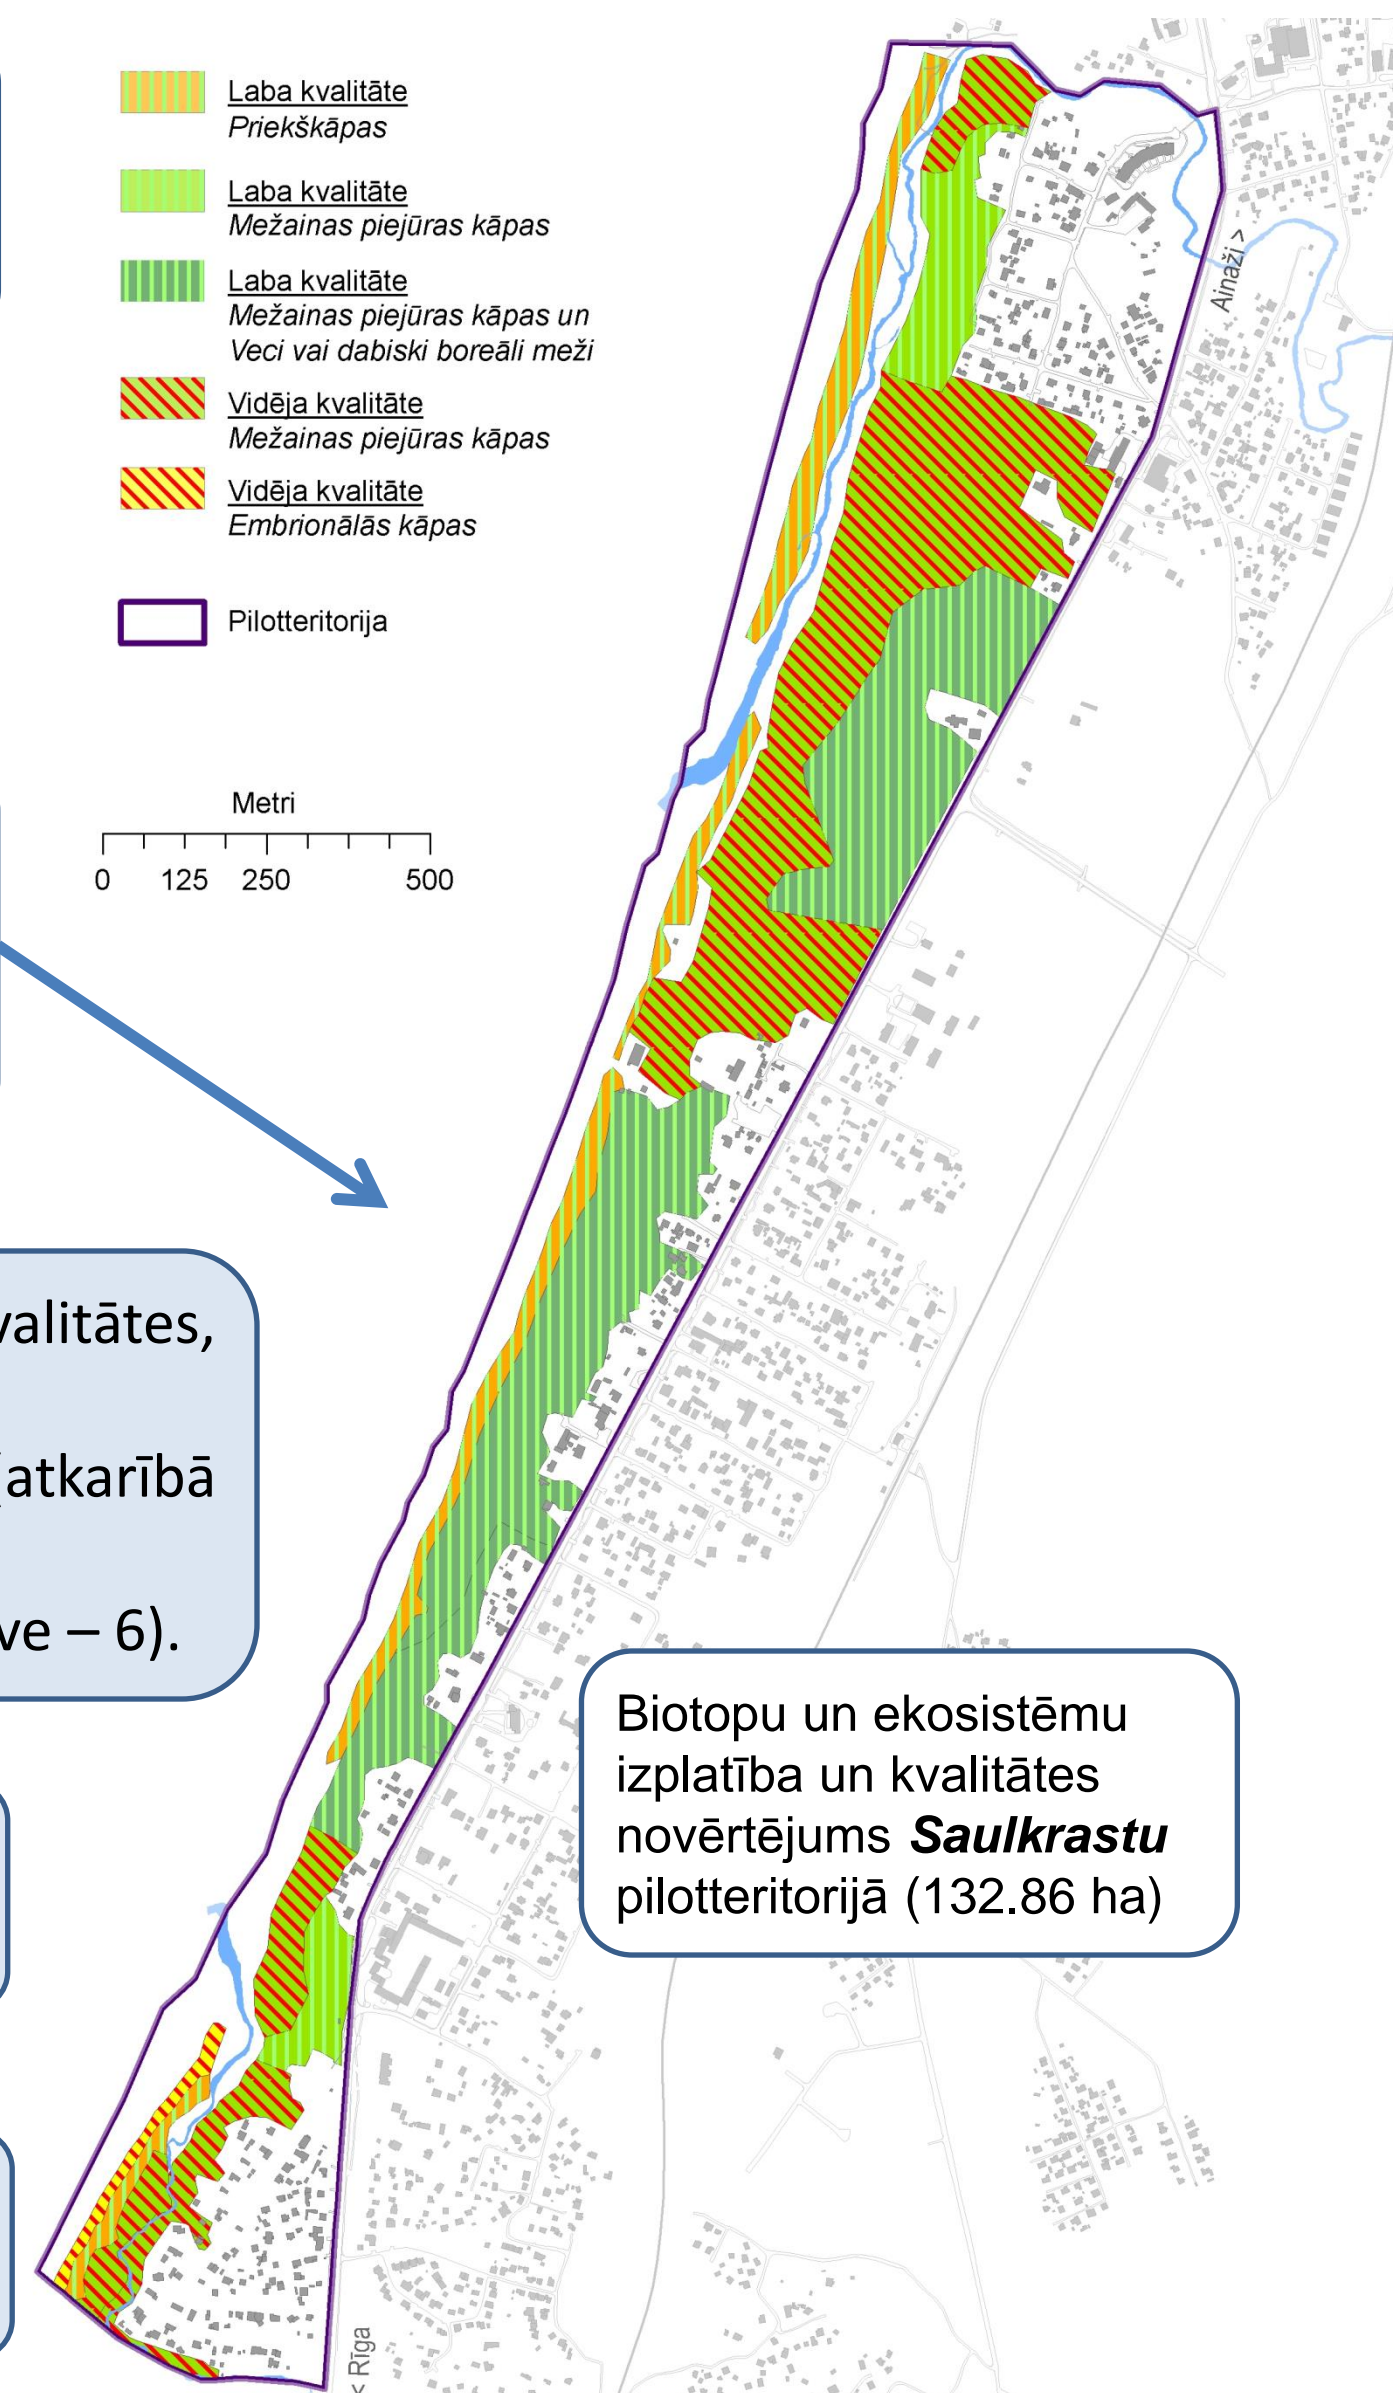 Laba kvalitāte
Priekškāpas
Laba kvalitāte
Mežainas piejūras kāpas
Laba kvalitāte
Mežainas piejūras kāpas un
Veci vai dabiski boreāli meži
Vidēja kvalitāte
Mežainas piejūras kāpas
Vidēja kvalitāte
Embrionālās kāpas
Pilotteritorija
Metri
0 125 250 500
Ainaži >
valitātes,
(atkarībā
ve – 6).
Biotopu un ekosistēmu
izplatība un kvalitātes
novērtējums Saulkrastu
pilotteritorijā (132.86 ha)
< Rīga